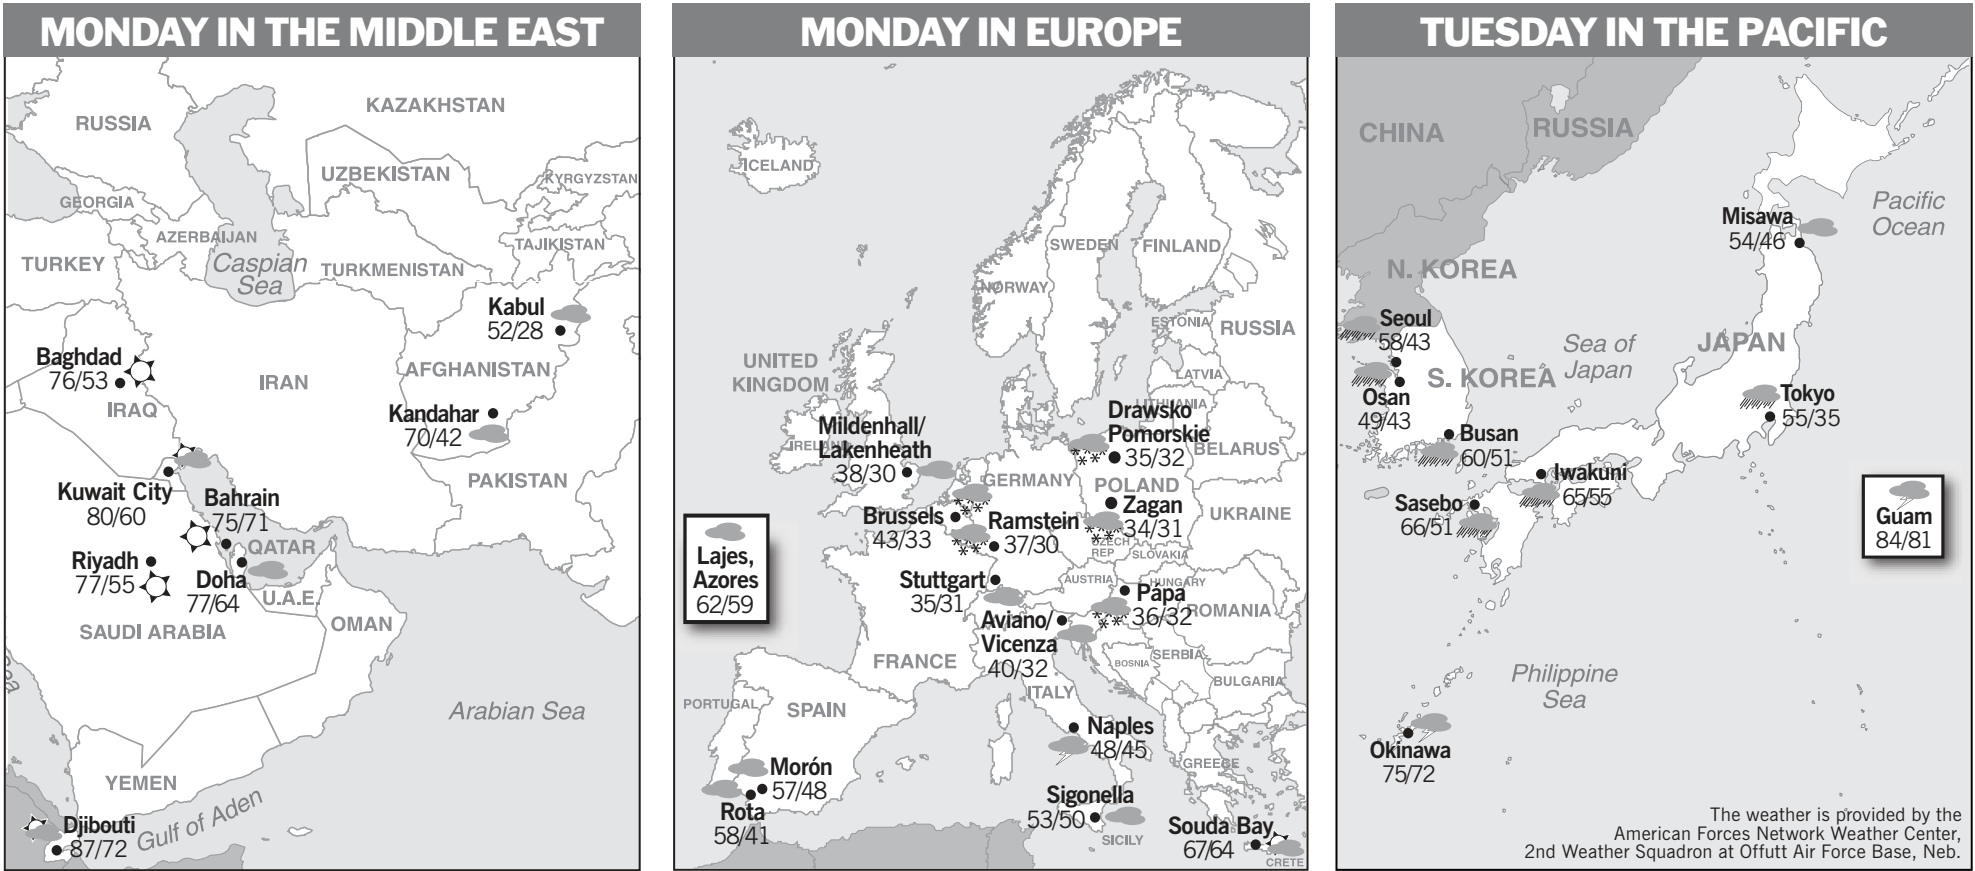 MONDAY IN THE MIDDLE EAST
KAZAKHSTAN
RUSSIA
UZBEKISTAN
KYRGYZSTAN
GEORGIA
AZERBAIJAN
TAJIKISTAN
TURKEY
Caspian
Sea
TURKMENISTAN
Kabul
52/28
Baghdad
76/53
IRAN
AFGHANISTAN
IRAQ
Kandahar
70/42
PAKISTAN
Kuwait City
80/60
Bahrain
75/71
QATAR
Riyadh
77/55
Doha
77/64
U.A.E.
SAUDI ARABIA
OMAN
Arabian Sea
YEMEN
Gulf of Aden
Djibouti
87/72
MONDAY IN EUROPE
ICELAND
SWEDEN
FINLAND
NORWAY
ESTONIA
RUSSIA
UNITED
KINGDOM
LATVIA
LITHUANIA
Drawsko
Pomorskie
35/32
BELARUS
Mildenhall/
Lakenheath
38/30
IRELAND
GERMANY
POLAND
Zagan
34/31
UKRAINE
Brussels
43/33
Ramstein
37/30
CZECH
REP
SLOVAKIA
Lajes,
Azores
62/59
Stuttgart
35/31
AUSTRIA
HUNGARY
Pápa
36/32
ROMANIA
Aviano/
Vicenza
40/32
FRANCE
BOSNIA
SERBIA
BULGARIA
ITALY
PORTUGAL
SPAIN
Naples
48/45
GREECE
Morón
57/48
Rota
58/41
Sigonella
53/50
SICILY
Souda Bay
67/64
CRETE
TUESDAY IN THE PACIFIC
CHINA
RUSSIA
Pacific
Ocean
Misawa
54/46
N. KOREA
Seoul
58/43
Sea of
Japan
JAPAN
S. KOREA
Osan
49/43
Tokyo
55/35
Busan
60/51
Iwakuni
65/55
Sasebo
66/51
Guam
84/81
Philippine
Sea
Okinawa
75/72
The weather is provided by the
American Forces Network Weather Center,
2nd Weather Squadron at Offutt Air Force Base, Neb.